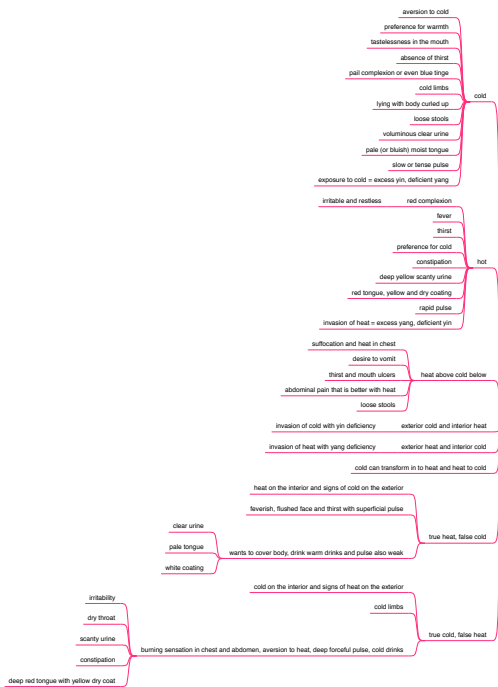 aversion to cold
preference for warmth
tastelessness in the mouth
absence of thirst
pail complexion or even blue tinge
cold limbs
cold
lying with body curled up
loose stools
voluminous clear urine
pale (or bluish) moist tongue
slow or tense pulse
exposure to cold = excess yin, deficient yang
irritable and restless red complexion
fever
thirst
preference for cold
constipation
hot
deep yellow scanty urine
red tongue, yellow and dry coating
rapid pulse
invasion of heat = excess yang, deficient yin
suffocation and heat in chest
desire to vomit
thirst and mouth ulcers
heat above cold below
abdominal pain that is better with heat
loose stools
invasion of cold with yin deficiency exterior cold and interior heat
invasion of heat with yang deficiency exterior heat and interior cold
cold can transform in to heat and heat to cold
heat on the interior and signs of cold on the exterior
feverish, flushed face and thirst with superficial pulse
true heat, false cold
clear urine
pale tongue
wants to cover body, drink warm drinks and pulse also weak
white coating
cold on the interior and signs of heat on the exterior
cold limbs
true cold, false heat
irritability
dry throat
scanty urine
burning sensation in chest and abdomen, aversion to heat, deep forceful pulse, cold drinks
constipation
deep red tongue with yellow dry coat